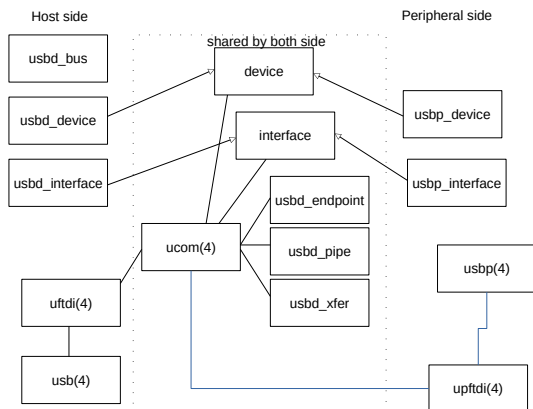 Host side
Peripheral side
shared by both side
usbd_bus
device
usbd_device
usbp_device
interface
usbd_interface
usbp_interface
usbd_endpoint
ucom(4)
usbd_pipe
usbp(4)
uftdi(4)
usbd_xfer
usb(4)
upftdi(4)